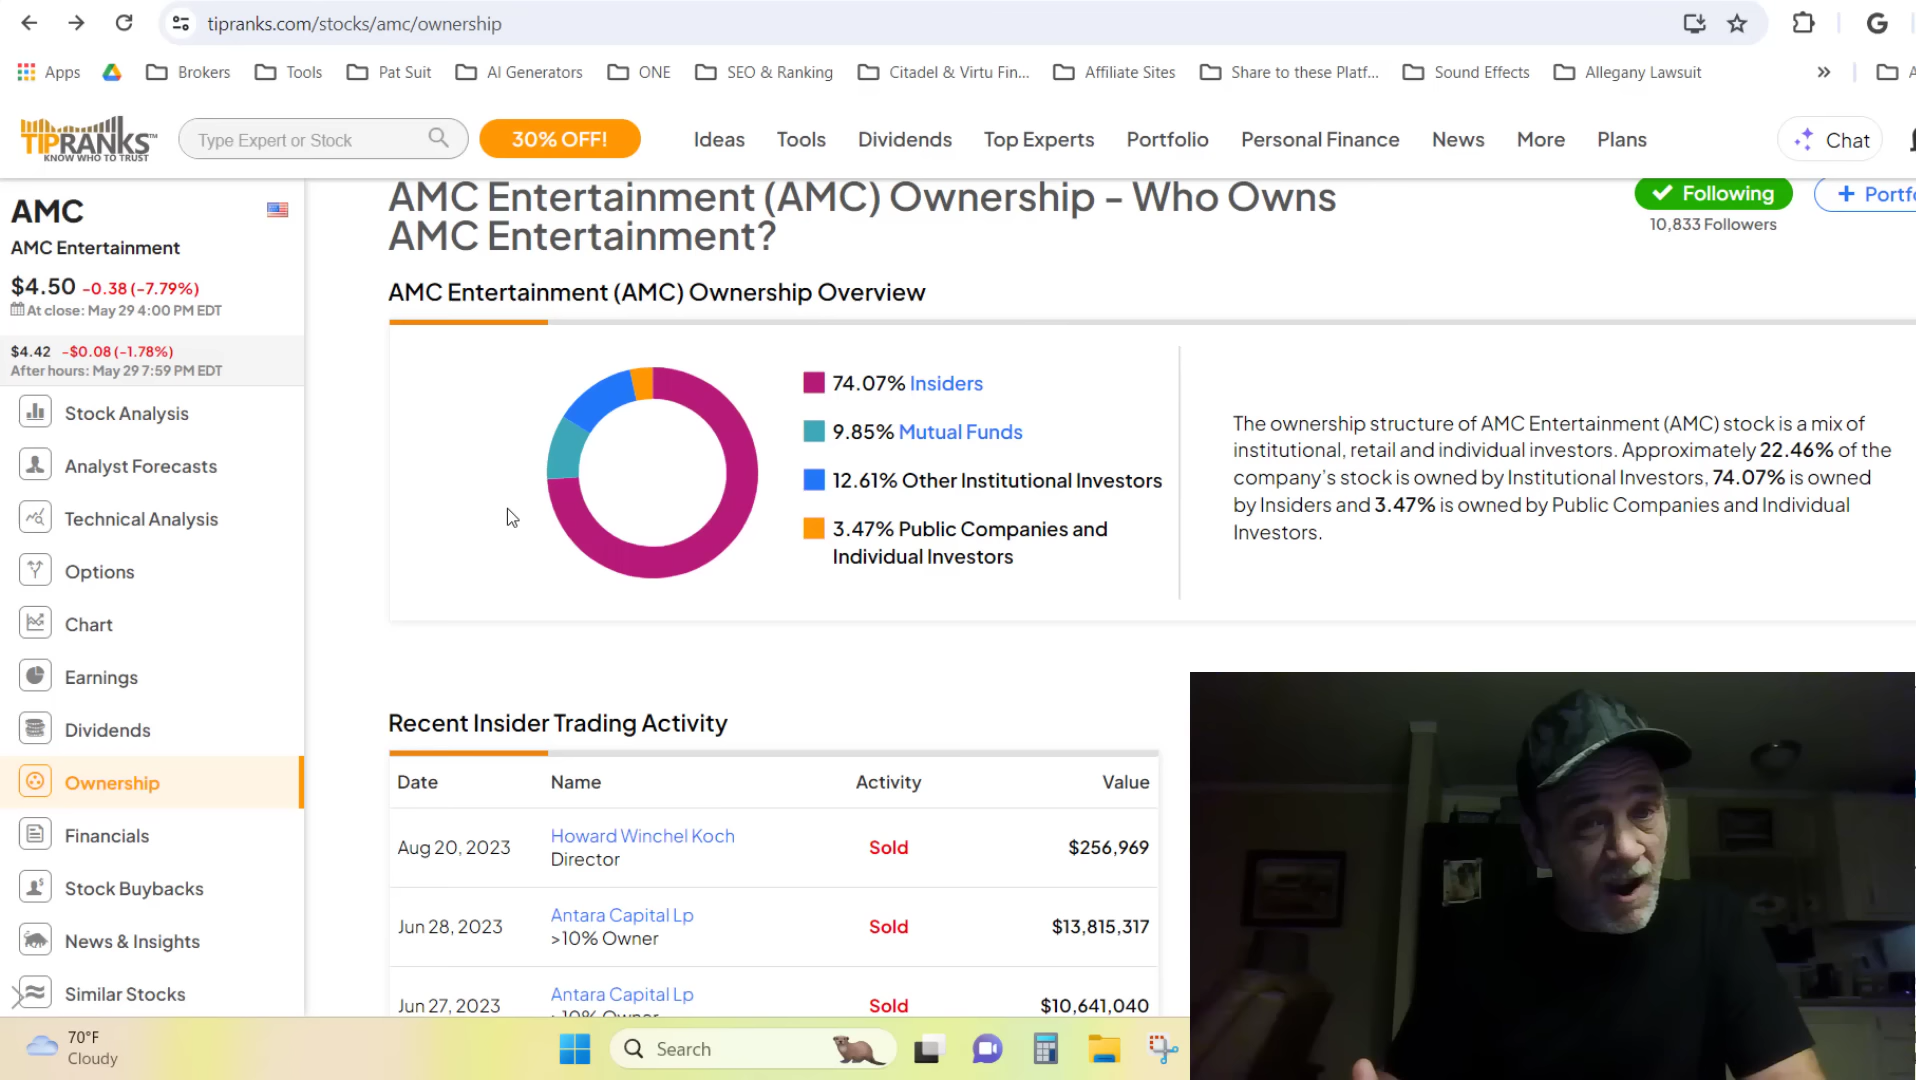 tipranks.com/stocks/amc/ownership
Apps Brokers Tools Pat Suit AI Generators ONE SEO & Ranking Citadel & Virtu Fin... Affiliate Sites Share to these Platf... Sound Effects Allegany Lawsuit »
TIPRANKS™
KNOW WHO TO TRUST
Type Expert or Stock
30% OFF!
Ideas Tools Dividends Top Experts Portfolio Personal Finance News More Plans Chat
AMC
AMC Entertainment
$4.50 -0.38 (-7.79%)
At close: May 29 4:00 PM EDT
$4.42 -$0.08 (-1.78%)
After hours: May 29 7:59 PM EDT
Stock Analysis
Analyst Forecasts
Technical Analysis
Options
Chart
Earnings
Dividends
Ownership
Financials
Stock Buybacks
News & Insights
Similar Stocks
AMC Entertainment (AMC) Ownership - Who Owns
AMC Entertainment?
Following
10,833 Followers
+ Portf
AMC Entertainment (AMC) Ownership Overview
74.07% Insiders
9.85% Mutual Funds
12.61% Other Institutional Investors
3.47% Public Companies and
Individual Investors
The ownership structure of AMC Entertainment (AMC) stock is a mix of
institutional, retail and individual investors. Approximately 22.46% of the
company's stock is owned by Institutional Investors, 74.07% is owned
by Insiders and 3.47% is owned by Public Companies and Individual
Investors.
Recent Insider Trading Activity
Date Name Activity Value
Aug 20, 2023 Howard Winchel Koch Sold $256,969
Director
Jun 28, 2023 Antara Capital Lp Sold $13,815,317
>10% Owner
Jun 27, 2023 Antara Capital Lp Sold $10,641,040
>10% Owner
70°F
Cloudy
Search